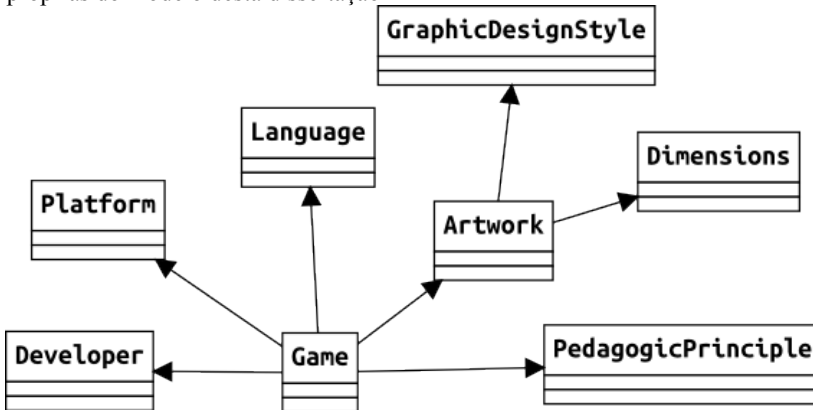 GraphicDesignStyle
Language
Dimensions
Platform
Artwork
Developer
Game
PedagogicPrinciple